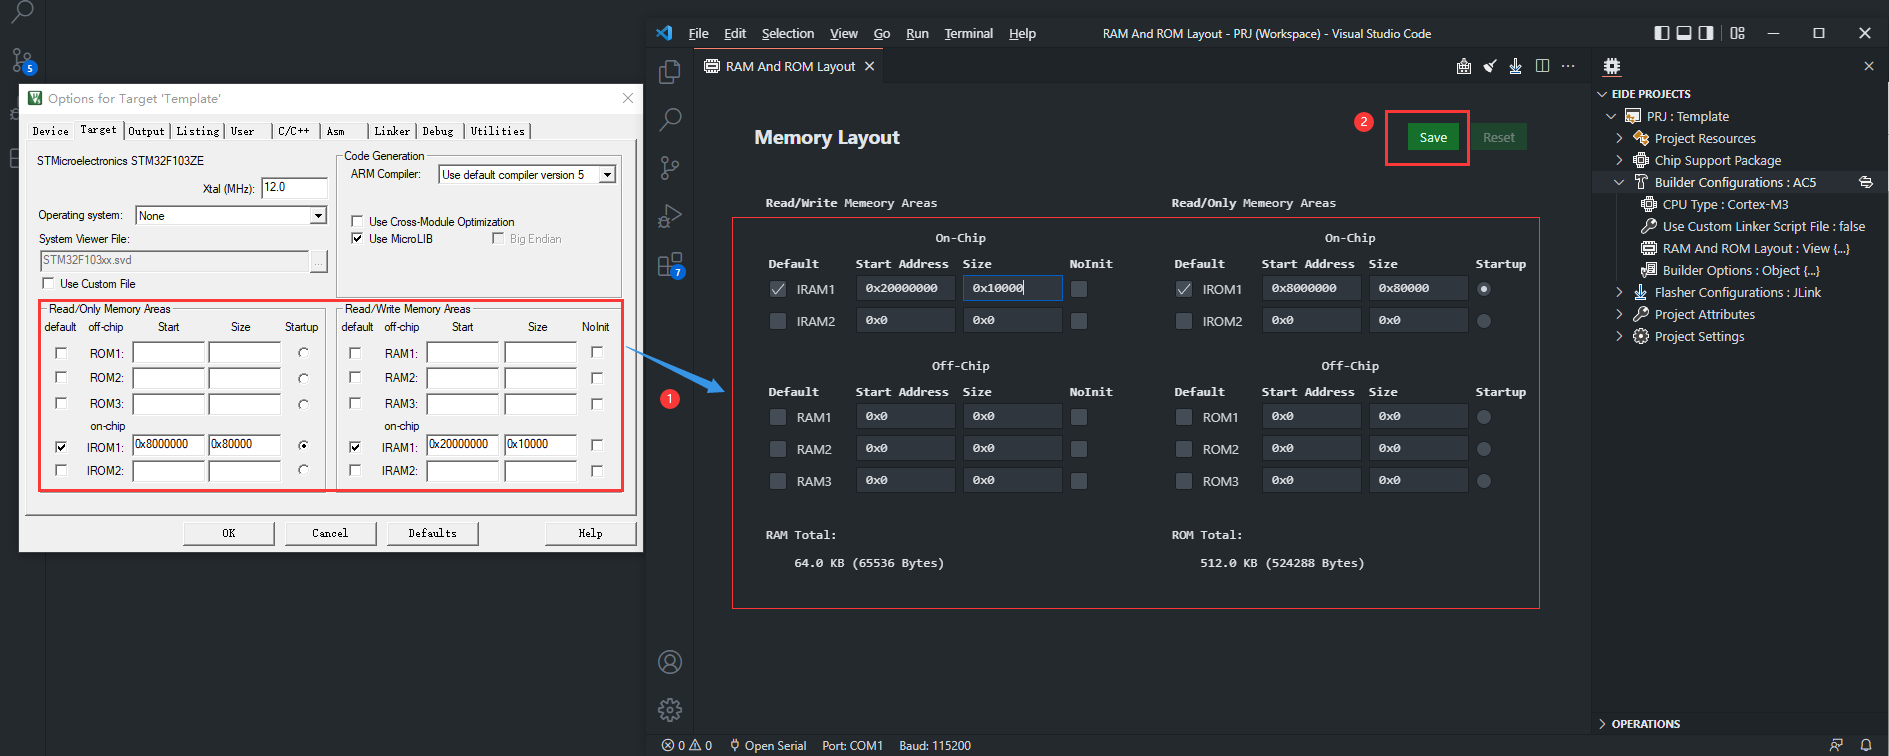 5
Options for Target 'Template'
Device Target Output Listing User C/C++ Asm Linker Debug Utilities
STMicroelectronics STM32F103ZE
Xtal (MHz): 12.0
Operating system: None
System Viewer File:
STM32F103xx.svd ...
Use Custom File
Code Generation
ARM Compiler: Use default compiler version 5
Use Cross-Module Optimization
Use MicroLIB Big Endian
Read/Only Memory Areas
default off-chip Start Size Startup
ROM1:
ROM2:
ROM3:
on-chip
IROM1: 0x8000000 0x80000
IROM2:
Read/Write Memory Areas
default off-chip Start Size NoInit
RAM1:
RAM2:
RAM3:
on-chip
IRAM1: 0x20000000 0x10000
IRAM2:
OK Cancel Defaults Help
1
File Edit Selection View Go Run Terminal Help
RAM And ROM Layout - PRJ (Workspace) - Visual Studio Code
7
RAM And ROM Layout
Memory Layout
2
Save Reset
Read/Write Memeory Areas
On-Chip
Default Start Address Size NoInit
IRAM1 0x20000000 0x10000
IRAM2 0x0 0x0
Off-Chip
Default Start Address Size NoInit
RAM1 0x0 0x0
RAM2 0x0 0x0
RAM3 0x0 0x0
RAM Total:
64.0 KB (65536 Bytes)
Read/Only Memeory Areas
On-Chip
Default Start Address Size Startup
IROM1 0x8000000 0x80000
IROM2 0x0 0x0
Off-Chip
Default Start Address Size Startup
ROM1 0x0 0x0
ROM2 0x0 0x0
ROM3 0x0 0x0
ROM Total:
512.0 KB (524288 Bytes)
EIDE PROJECTS
PRJ : Template
Project Resources
Chip Support Package
Builder Configurations : AC5
CPU Type : Cortex-M3
Use Custom Linker Script File : false
RAM And ROM Layout : View {...}
Builder Options : Object {...}
Flasher Configurations : JLink
Project Attributes
Project Settings
OPERATIONS
0 0 Open Serial Port: COM1 Baud: 115200